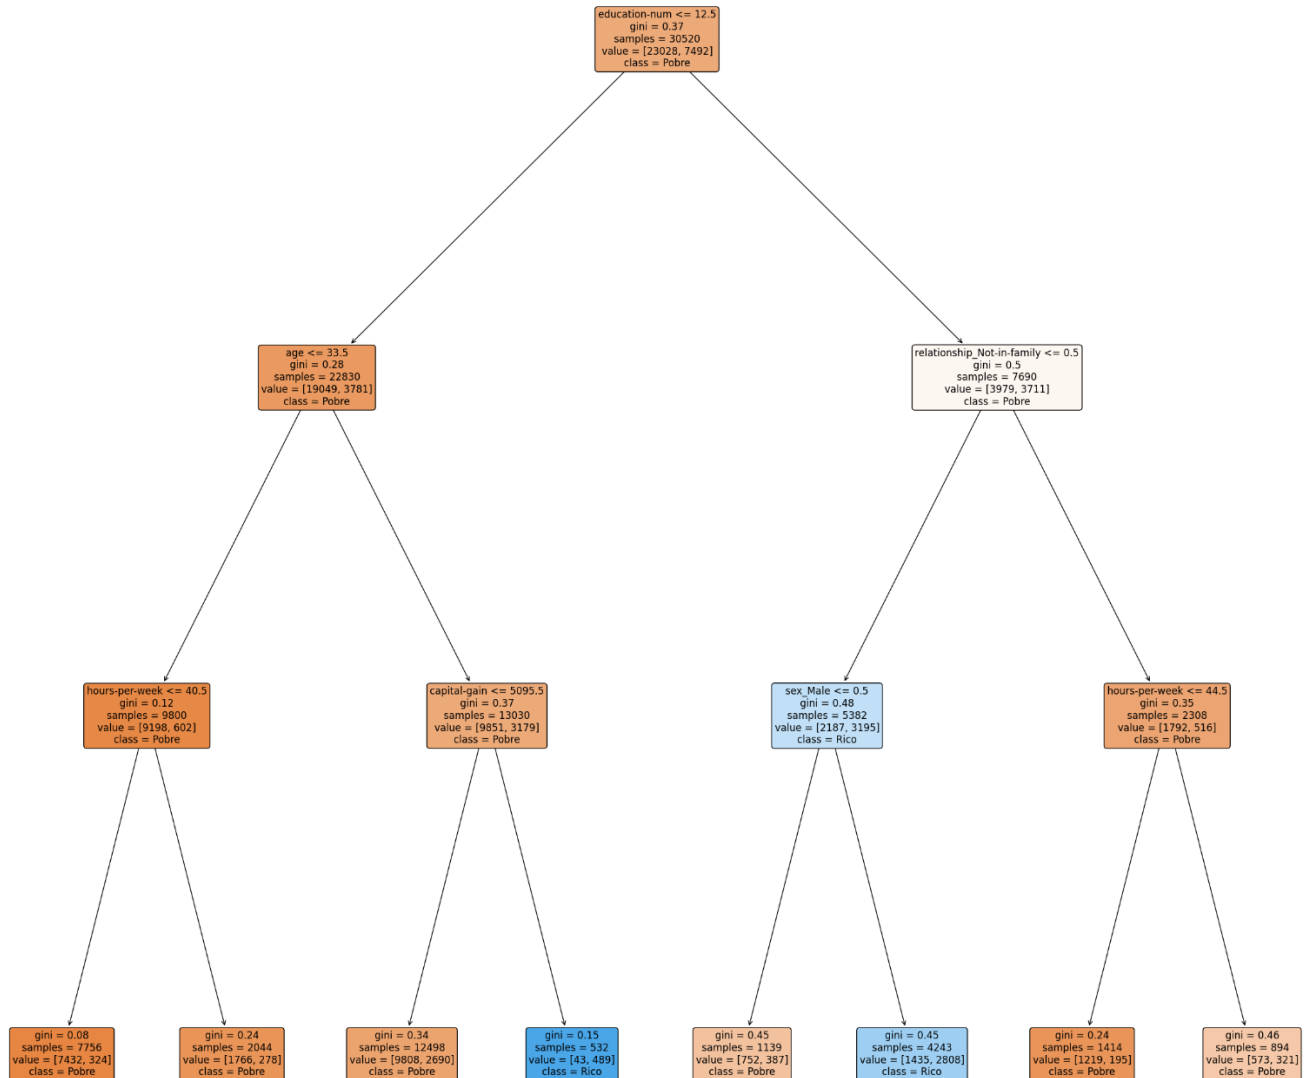 education-num <= 12.5
gini = 0.37
samples = 30520
value = [23028, 7492]
class = Pobre
age <= 33.5
gini = 0.28
samples = 22830
value = [19049, 3781]
class = Pobre
relationship_Not-in-family <= 0.5
gini = 0.5
samples = 7690
value = [3979, 3711]
class = Pobre
hours-per-week <= 40.5
gini = 0.12
samples = 9800
value = [9198, 602]
class = Pobre
capital-gain <= 5095.5
gini = 0.37
samples = 13030
value = [9851, 3179]
class = Pobre
sex_Male <= 0.5
gini = 0.48
samples = 5382
value = [2187, 3195]
class = Rico
hours-per-week <= 44.5
gini = 0.35
samples = 2308
value = [1792, 516]
class = Pobre
gini = 0.08
samples = 7756
value = [7432, 324]
class = Pobre
gini = 0.24
samples = 2044
value = [1766, 278]
class = Pobre
gini = 0.34
samples = 12498
value = [9808, 2690]
class = Pobre
gini = 0.15
samples = 532
value = [43, 489]
class = Rico
gini = 0.45
samples = 1139
value = [752, 387]
class = Pobre
gini = 0.45
samples = 4243
value = [1435, 2808]
class = Rico
gini = 0.24
samples = 1414
value = [1219, 195]
class = Pobre
gini = 0.46
samples = 894
value = [573, 321]
class = Pobre